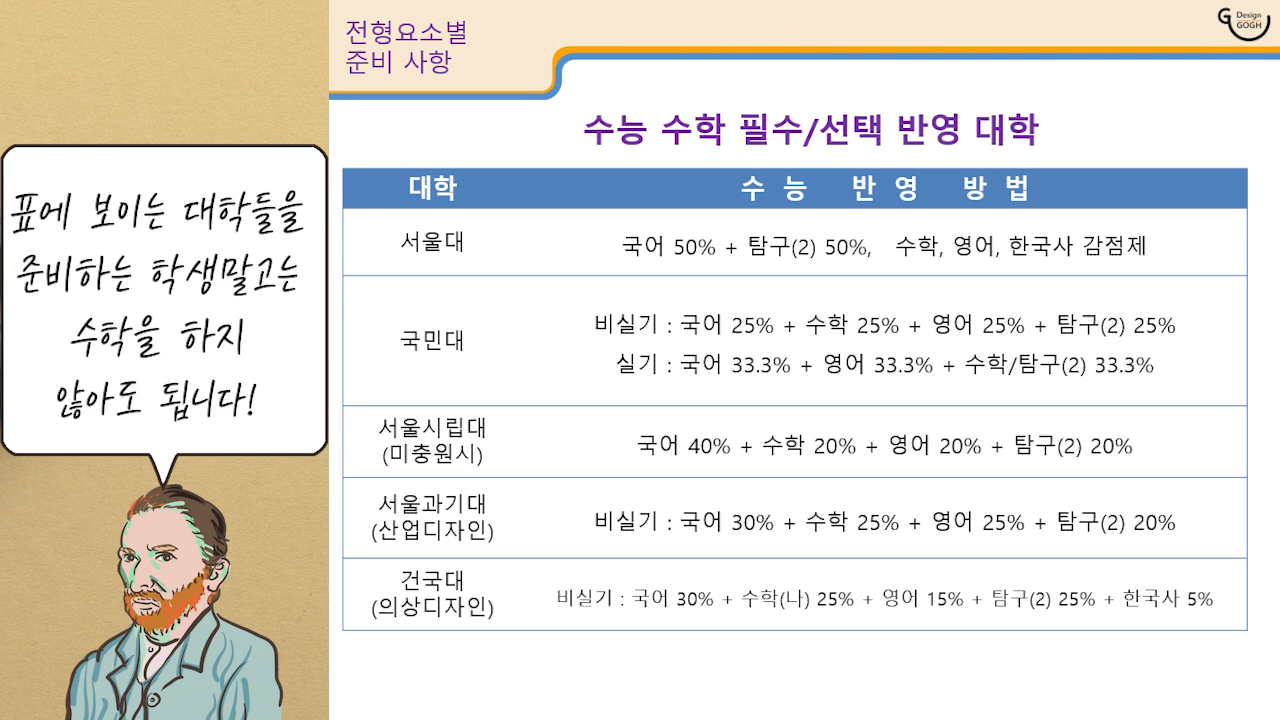 전형요소별
준비 사항
G Design
GOGH
표에 보이는 대학들을
준비하는 학생말고는
수학을 하지
않아도 됩니다!
수능 수학 필수/선택 반영 대학
대학 수 능 반 영 방 법
서울대 국어 50% + 탐구(2) 50%, 수학, 영어, 한국사 감점제
국민대
비실기 : 국어 25% + 수학 25% + 영어 25% + 탐구(2) 25%
실기 : 국어 33.3% + 영어 33.3% + 수학/탐구(2) 33.3%
서울시립대
(미충원시)
국어 40% + 수학 20% + 영어 20% + 탐구(2) 20%
서울과기대
(산업디자인)
비실기 : 국어 30% + 수학 25% + 영어 25% + 탐구(2) 20%
건국대
(의상디자인)
비실기 : 국어 30% + 수학(나) 25% + 영어 15% + 탐구(2) 25% + 한국사 5%